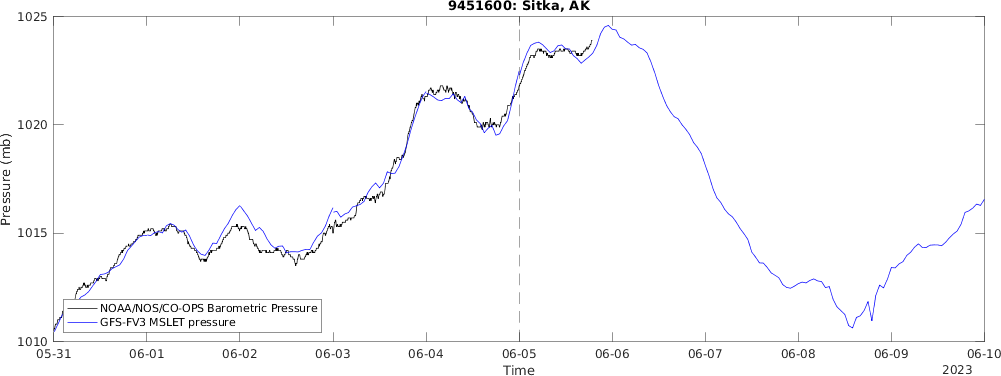 9451600: Sitka, AK
Pressure (mb)
1025
1020
1015
1010
NOAA/NOS/CO-OPS Barometric Pressure
GFS-FV3 MSLET pressure
05-31 06-01 06-02 06-03 06-04 06-05 06-06 06-07 06-08 06-09 06-10
Time
2023